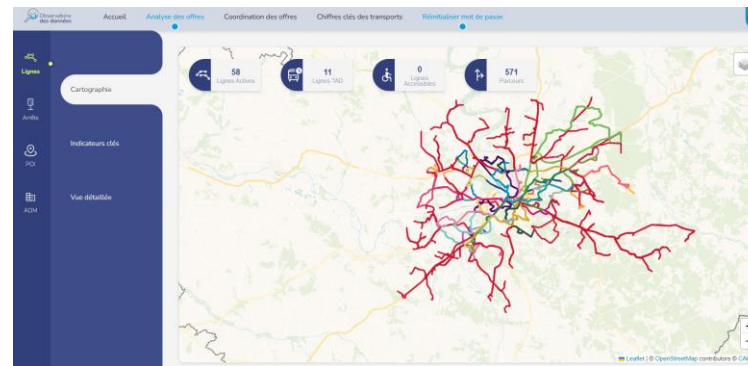 Observatoire
des données
Accueil
Analyse des offres
Coordination des offres
Chiffres clés des transports
Réinitialiser mot de passe
Lignes
Arrêts
POI
AOM
Cartographie
Indicateurs clés
Vue détaillée
58
Lignes Actives
11
Lignes TAD
0
Lignes
Accessibles
571
Parcours
Leaflet | © OpenStreetMap contributors ©